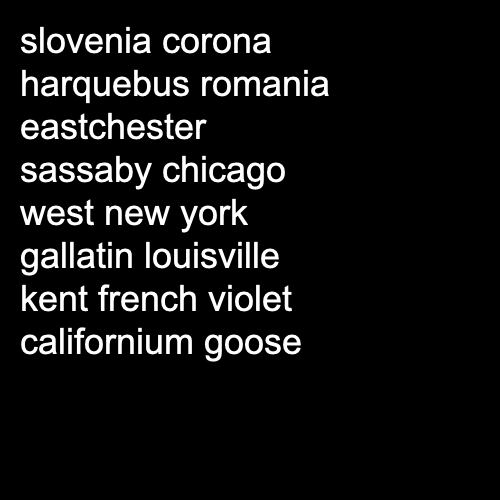 slovenia corona
harquebus romania
eastchester
sassaby chicago
west new york
gallatin louisville
kent french violet
californium goose